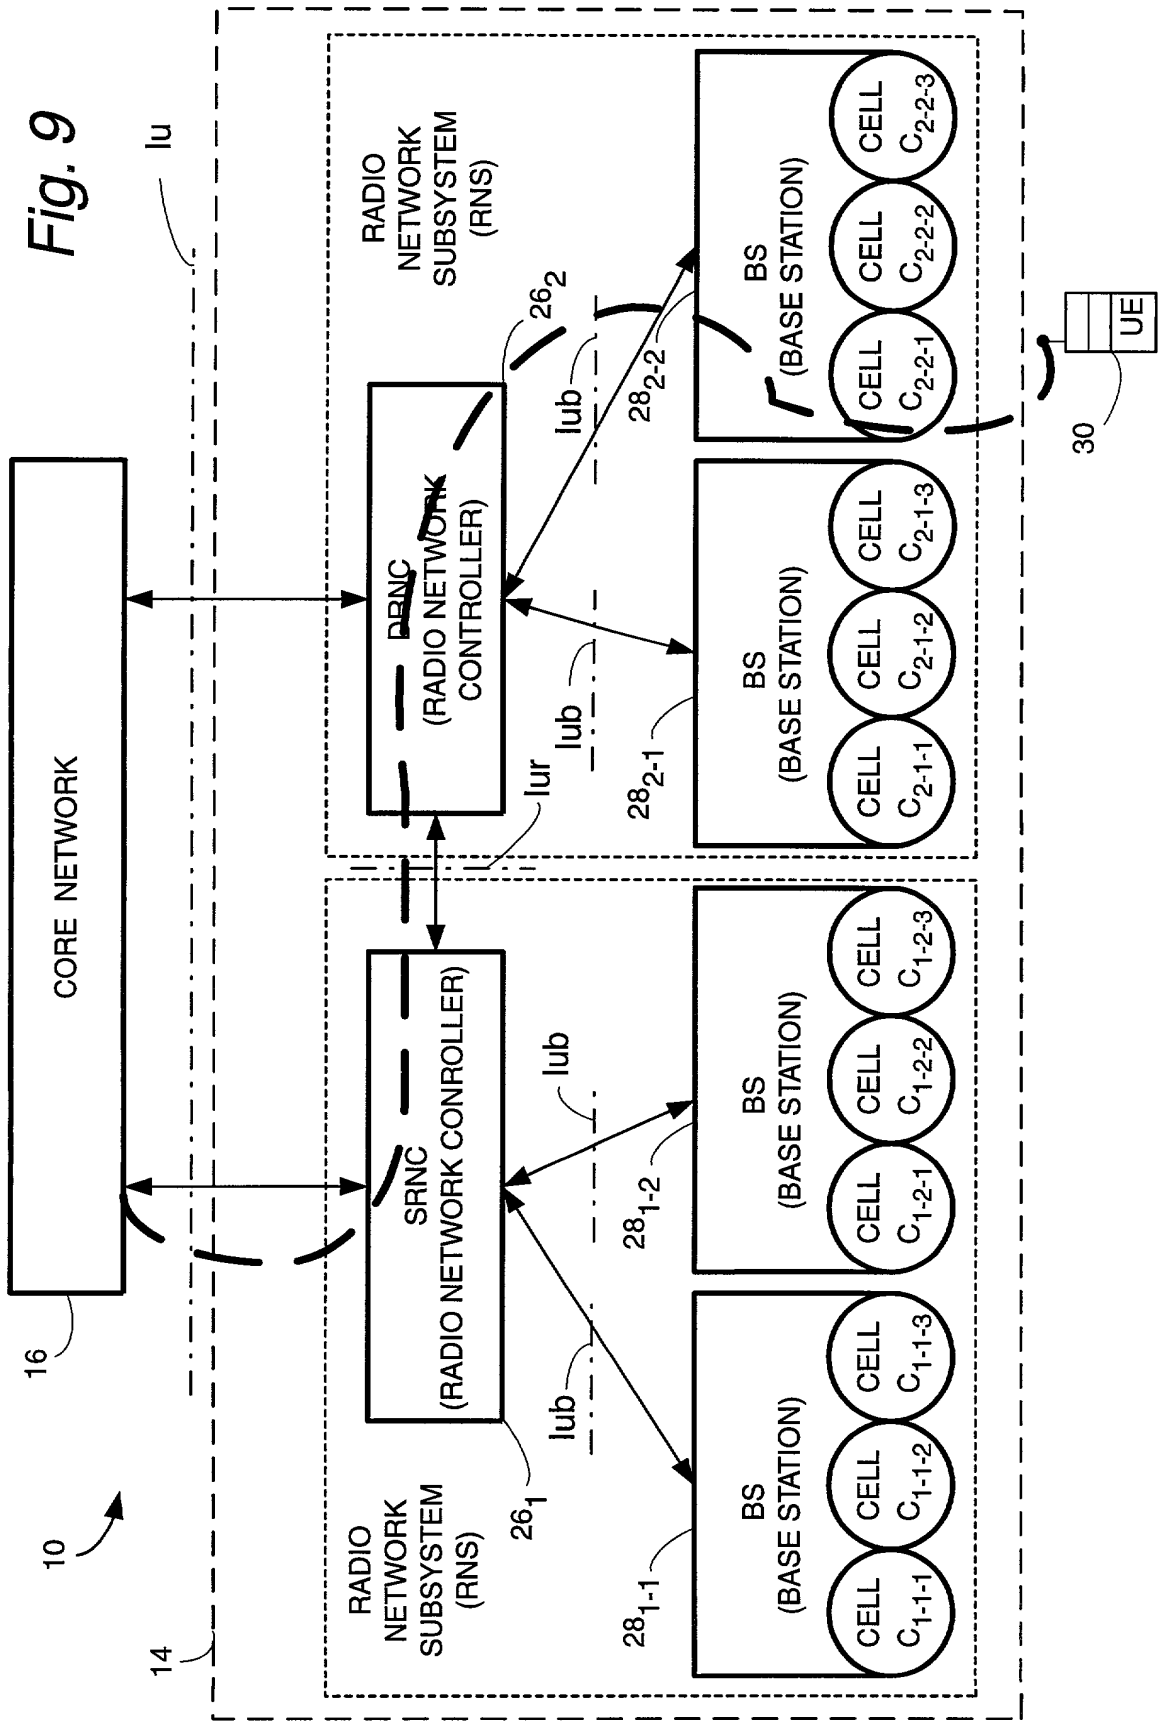 Fig. 9
10
16
CORE NETWORK
Iu
14
RADIO
NETWORK
SUBSYSTEM
(RNS)
SRNC
(RADIO NETWORK CONROLLER)
26₁
Iur
DRNC
(RADIO NETWORK
CONTROLLER)
26₂
RADIO
NETWORK
SUBSYSTEM
(RNS)
Iub
Iub
Iub
Iub
28₁₋₁
28₁₋₂
28₂₋₁
28₂₋₂
BS
(BASE STATION)
BS
(BASE STATION)
BS
(BASE STATION)
BS
(BASE STATION)
CELL
C₁₋₁₋₁
CELL
C₁₋₁₋₂
CELL
C₁₋₁₋₃
CELL
C₁₋₂₋₁
CELL
C₁₋₂₋₂
CELL
C₁₋₂₋₃
CELL
C₂₋₁₋₁
CELL
C₂₋₁₋₂
CELL
C₂₋₁₋₃
CELL
C₂₋₂₋₁
CELL
C₂₋₂₋₂
CELL
C₂₋₂₋₃
30
UE